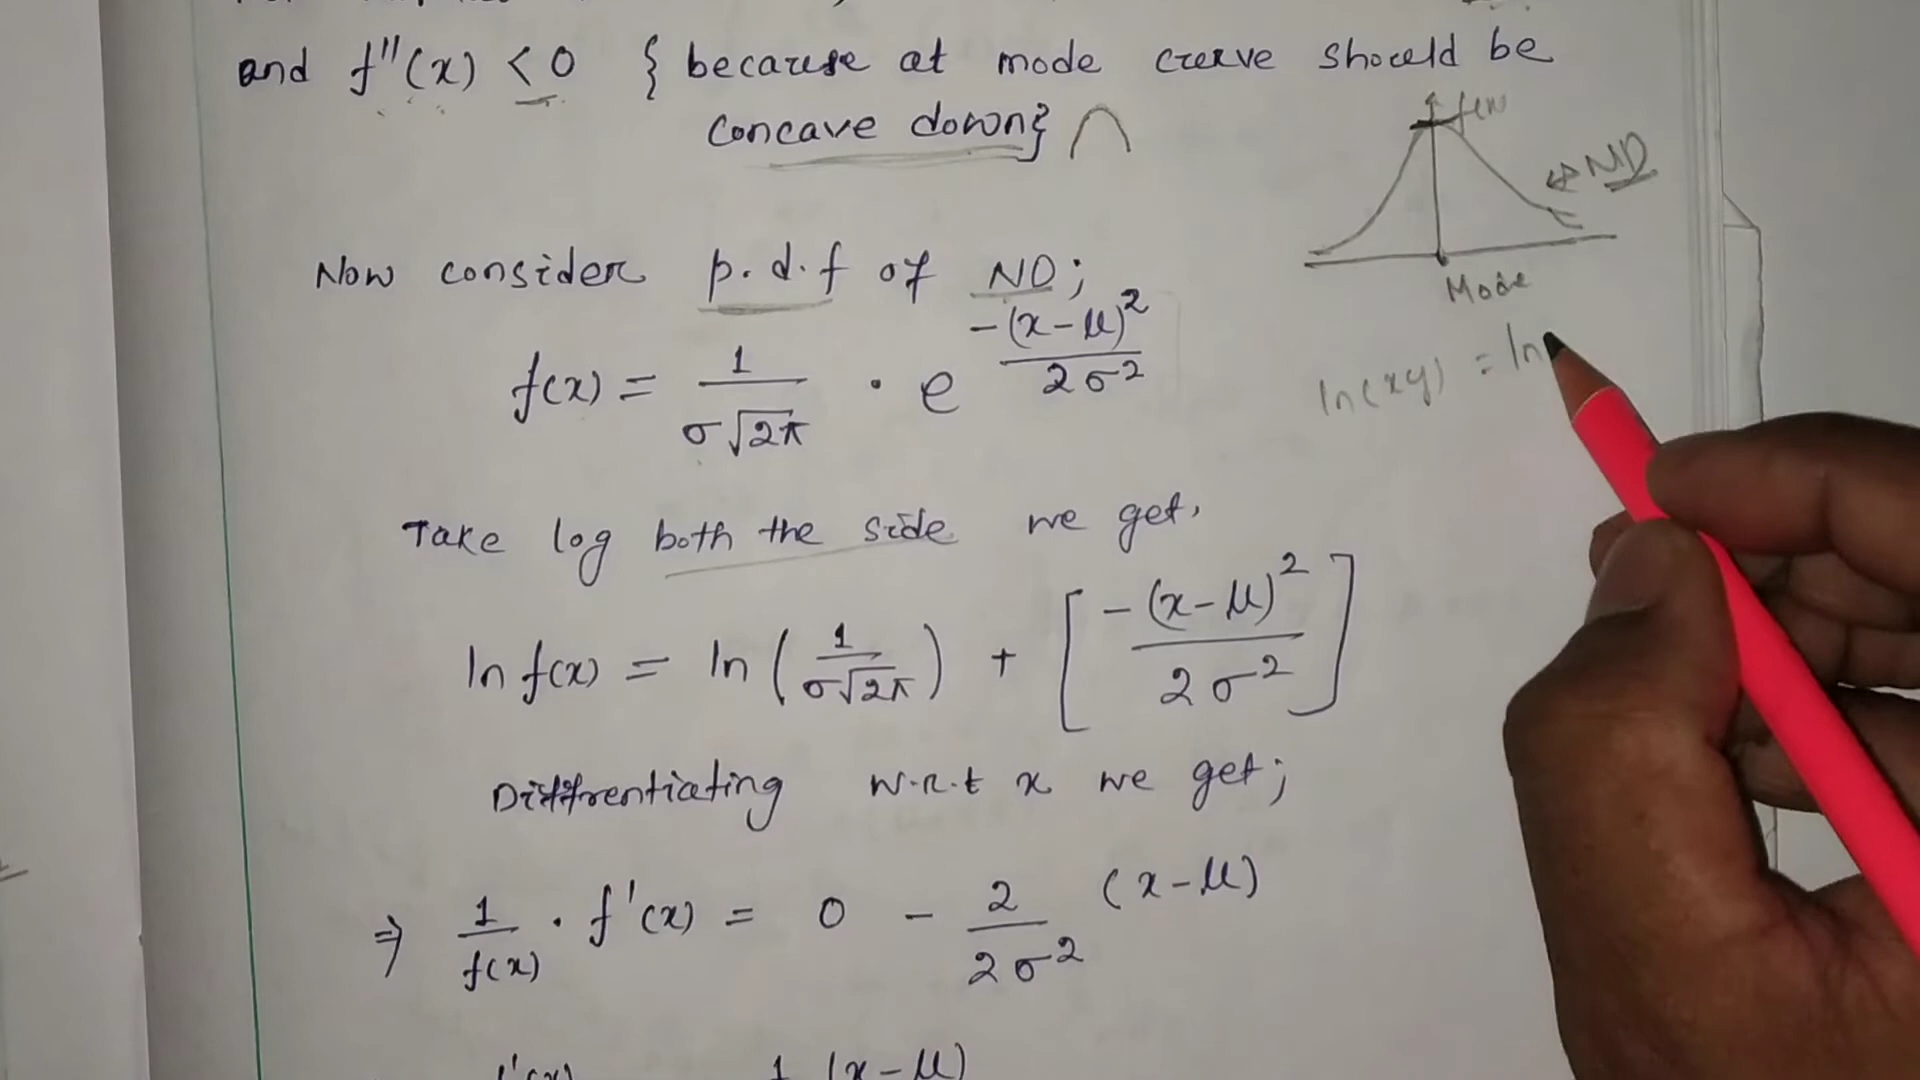 and f''(x) < 0 { because at mode curve should be
concave down}
f(x)
ND
Mode
Now consider p.d.f of ND;
f(x) = 1/(σ√2π) · e^(-(x-μ)²/2σ²)
ln(xy) = ln
Take log both the side we get,
ln f(x) = ln (1/(σ√2π)) + [-(x-μ)²/2σ²]
Diffrentiating w.r.t x we get;
⇒ 1/f(x) · f'(x) = 0 - 2/2σ² (x-μ)
f'(x) 1 (x-μ)